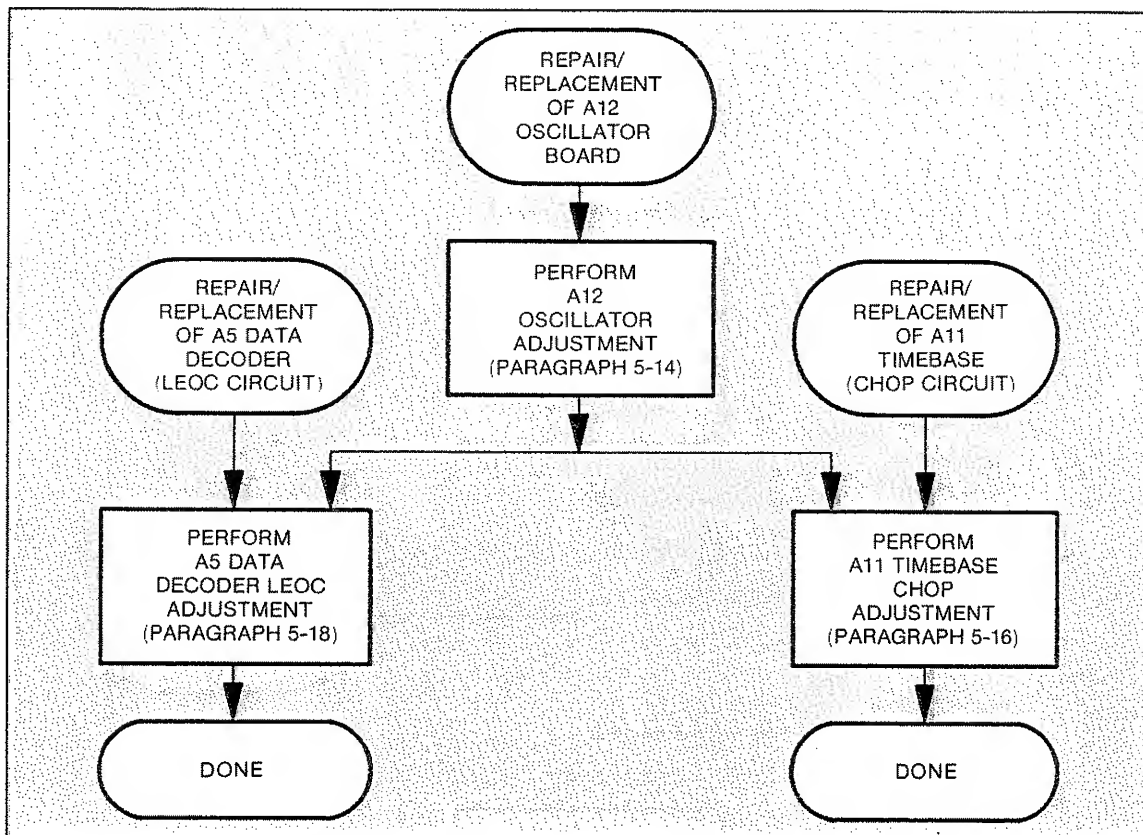 REPAIR/
REPLACEMENT
OF A12
OSCILLATOR
BOARD
PERFORM
A12
OSCILLATOR
ADJUSTMENT
(PARAGRAPH 5-14)
REPAIR/
REPLACEMENT
OF A5 DATA
DECODER
(LEOC CIRCUIT)
REPAIR/
REPLACEMENT
OF A11
TIMEBASE
(CHOP CIRCUIT)
PERFORM
A5 DATA
DECODER LEOC
ADJUSTMENT
(PARAGRAPH 5-18)
PERFORM
A11 TIMEBASE
CHOP
ADJUSTMENT
(PARAGRAPH 5-16)
DONE
DONE